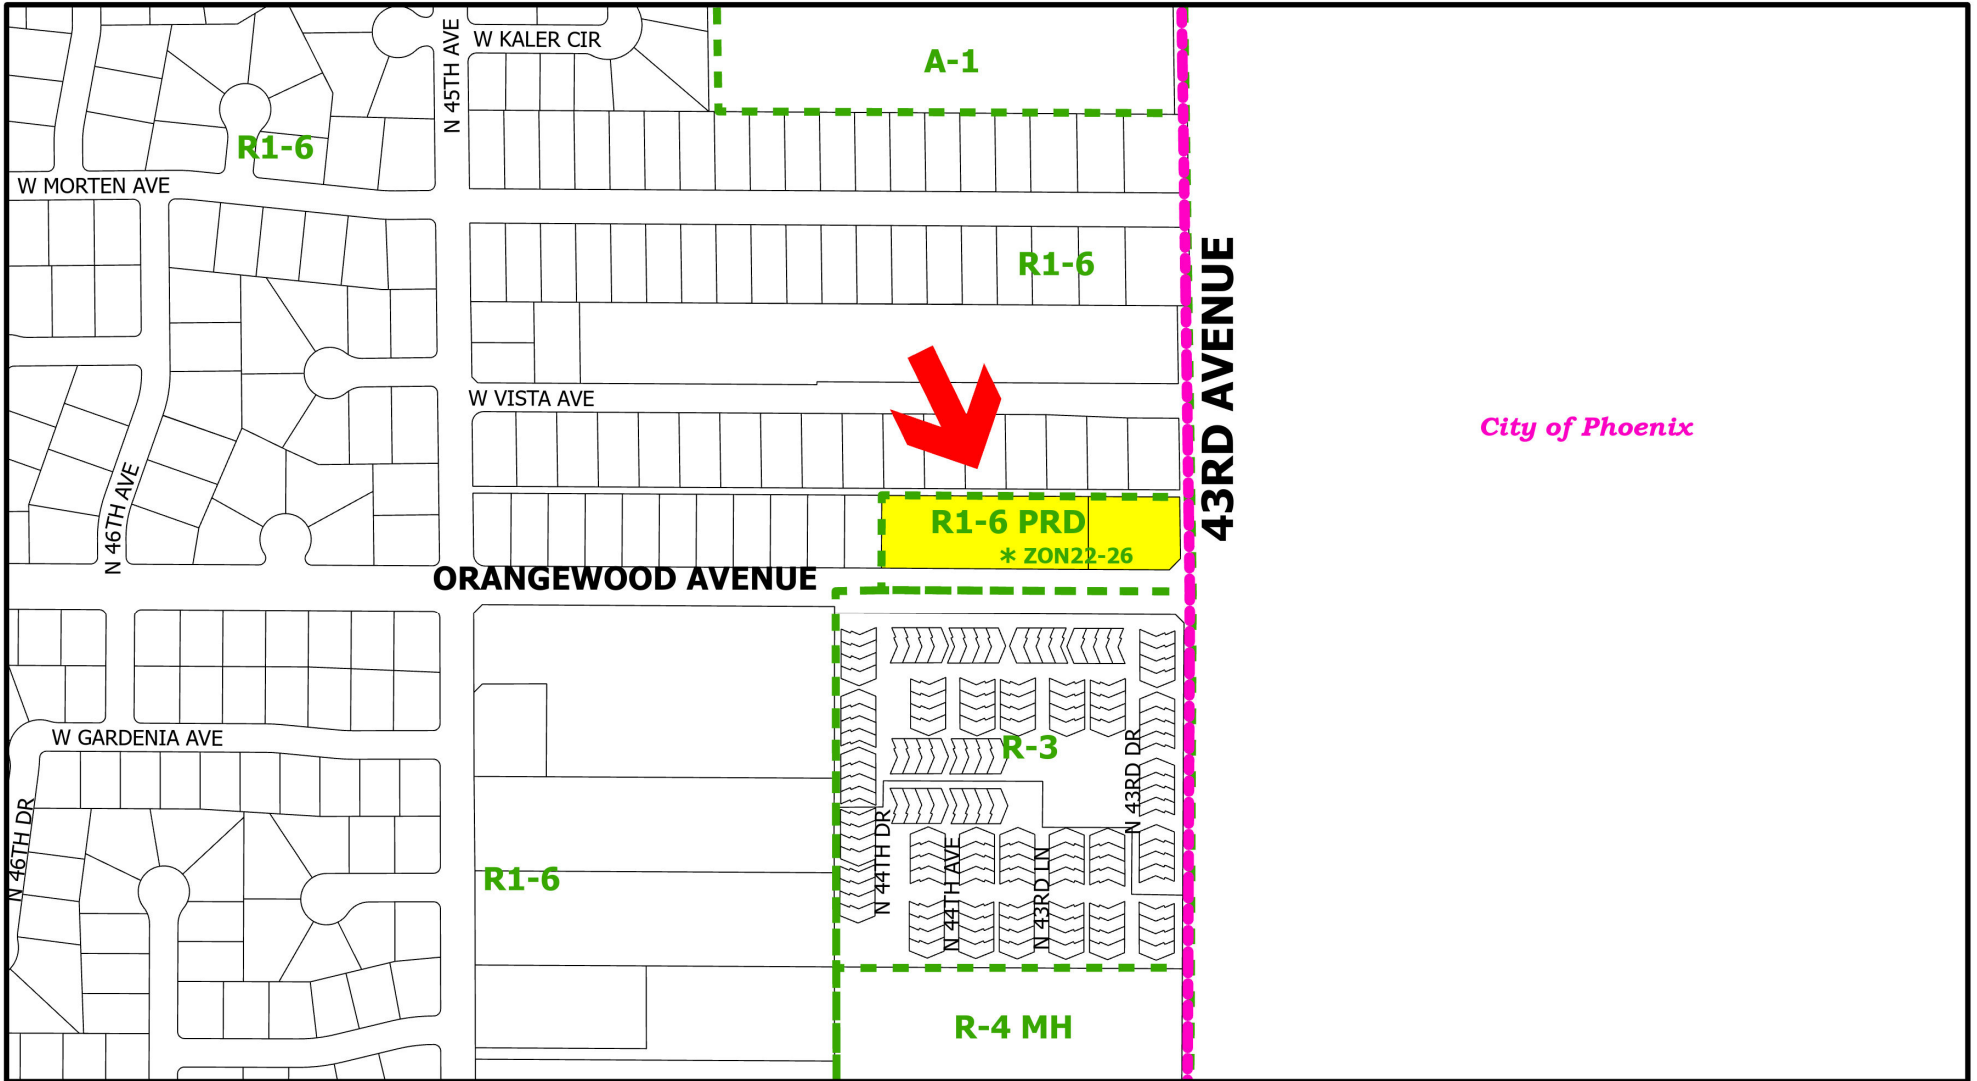 W KALER CIR
N 45TH AVE
A-1
R1-6
W MORTEN AVE
R1-6
43RD AVENUE
W VISTA AVE
City of Phoenix
N 46TH AVE
R1-6 PRD
* ZON22-26
ORANGEWOOD AVENUE
W GARDENIA AVE
R-3
N 43RD DR
N 46TH DR
R1-6
N 44TH DR
N 44TH AVE
N 43RD LN
R-4 MH